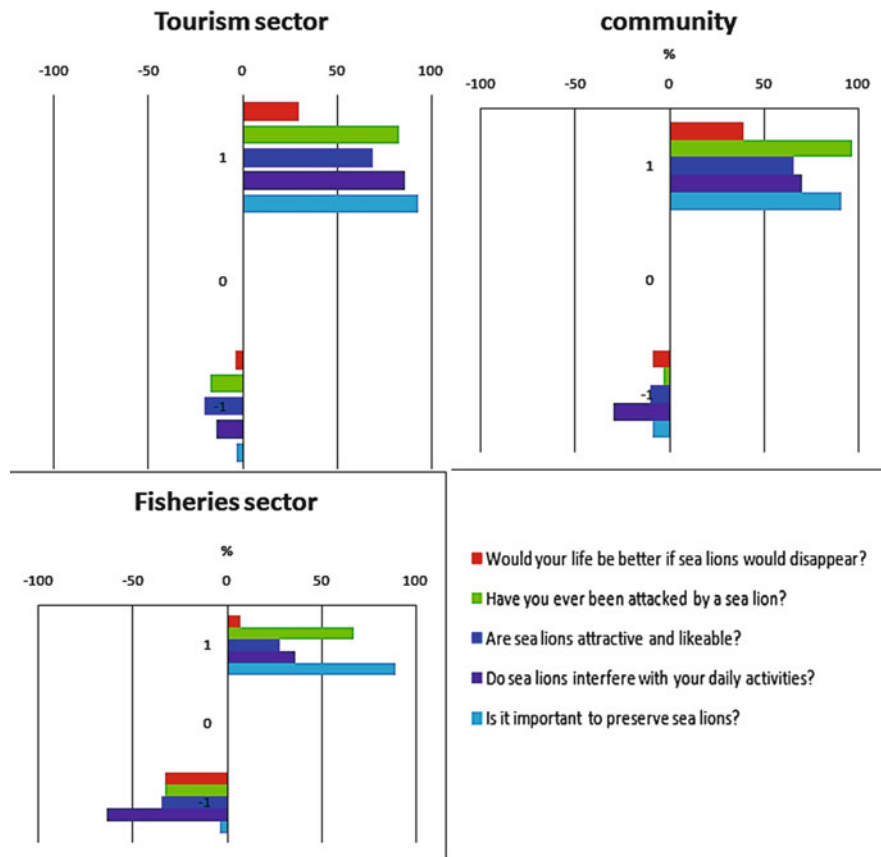 Tourism sector
-100 -50 0 50 100
1
0
-1
community
%
-100 -50 0 50 100
1
0
-1
Fisheries sector
%
-100 -50 0 50 100
1
0
-1
Would your life be better if sea lions would disappear?
Have you ever been attacked by a sea lion?
Are sea lions attractive and likeable?
Do sea lions interfere with your daily activities?
Is it important to preserve sea lions?